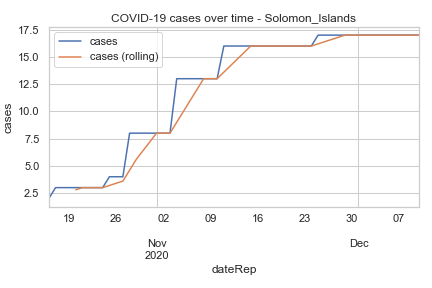 COVID-19 cases over time - Solomon_Islands
17.5
15.0
12.5
10.0
7.5
5.0
2.5
cases
cases
cases (rolling)
19 26 02 09 16 23 30 07
Nov Dec
2020
dateRep